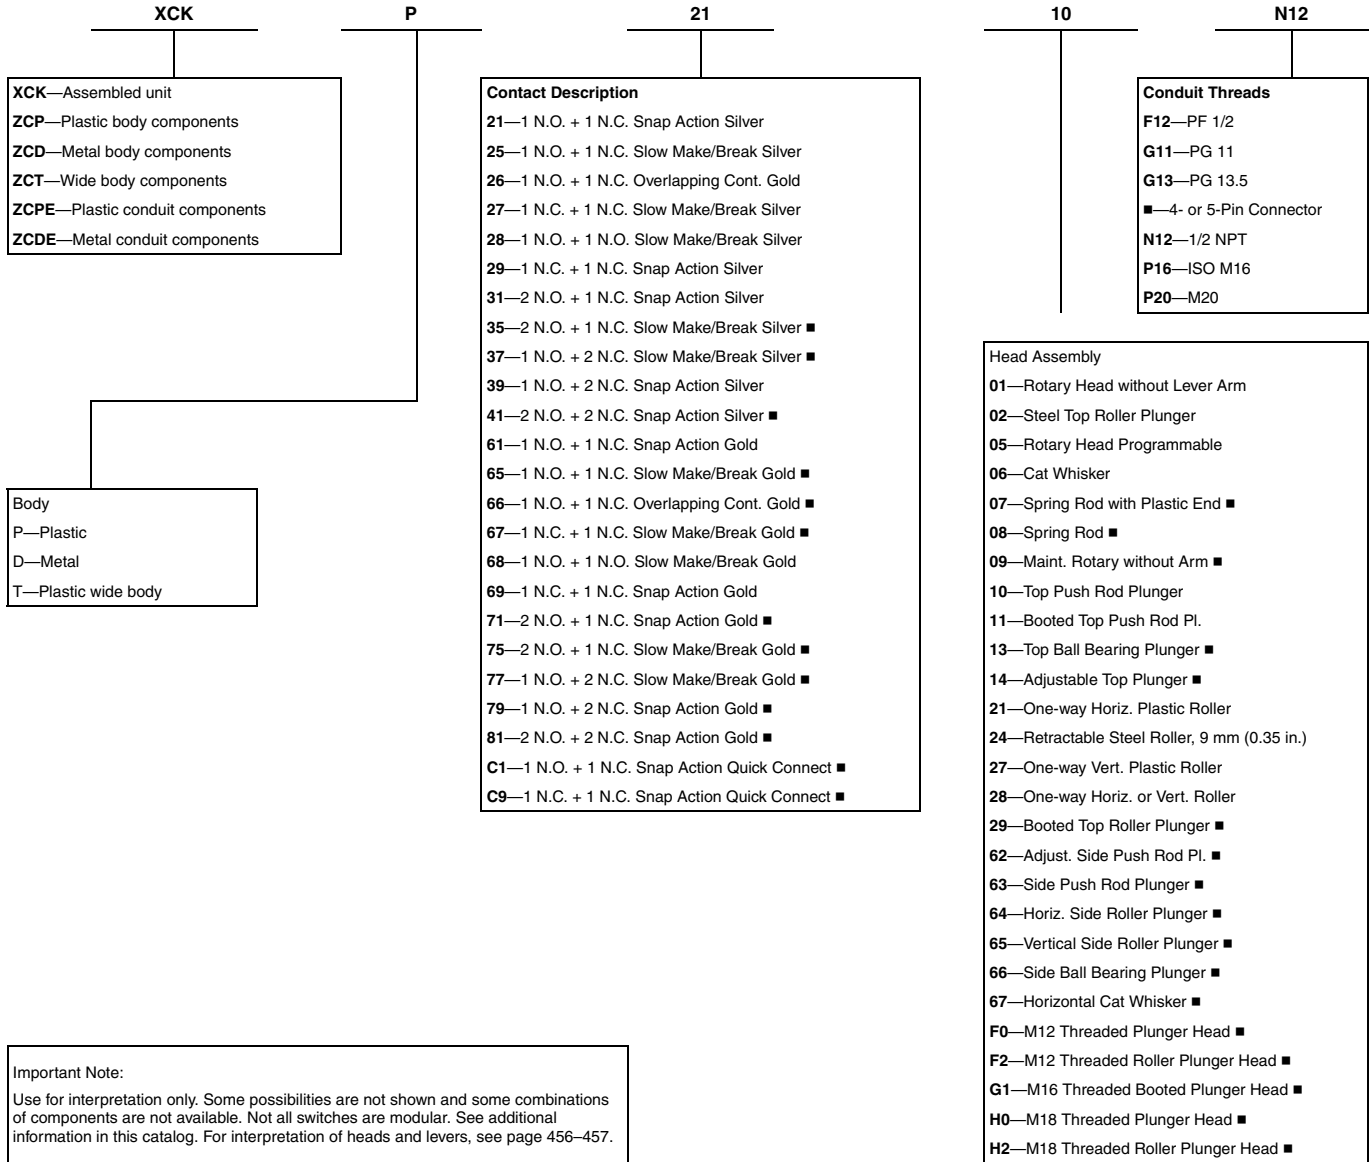 XCK P 21 10 N12
XCK—Assembled unit
ZCP—Plastic body components
ZCD—Metal body components
ZCT—Wide body components
ZCPE—Plastic conduit components
ZCDE—Metal conduit components
Body
P—Plastic
D—Metal
T—Plastic wide body
Contact Description
21—1 N.O. + 1 N.C. Snap Action Silver
25—1 N.O. + 1 N.C. Slow Make/Break Silver
26—1 N.O. + 1 N.C. Overlapping Cont. Gold
27—1 N.C. + 1 N.C. Slow Make/Break Silver
28—1 N.O. + 1 N.O. Slow Make/Break Silver
29—1 N.C. + 1 N.C. Snap Action Silver
31—2 N.O. + 1 N.C. Snap Action Silver
35—2 N.O. + 1 N.C. Slow Make/Break Silver ■
37—1 N.O. + 2 N.C. Slow Make/Break Silver ■
39—1 N.O. + 2 N.C. Snap Action Silver
41—2 N.O. + 2 N.C. Snap Action Silver ■
61—1 N.O. + 1 N.C. Snap Action Gold
65—1 N.O. + 1 N.C. Slow Make/Break Gold ■
66—1 N.O. + 1 N.C. Overlapping Cont. Gold ■
67—1 N.C. + 1 N.C. Slow Make/Break Gold ■
68—1 N.O. + 1 N.O. Slow Make/Break Gold
69—1 N.C. + 1 N.C. Snap Action Gold
71—2 N.O. + 1 N.C. Snap Action Gold ■
75—2 N.O. + 1 N.C. Slow Make/Break Gold ■
77—1 N.O. + 2 N.C. Slow Make/Break Gold ■
79—1 N.O. + 2 N.C. Snap Action Gold ■
81—2 N.O. + 2 N.C. Snap Action Gold ■
C1—1 N.O. + 1 N.C. Snap Action Quick Connect ■
C9—1 N.C. + 1 N.C. Snap Action Quick Connect ■
Conduit Threads
F12—PF 1/2
G11—PG 11
G13—PG 13.5
■—4- or 5-Pin Connector
N12—1/2 NPT
P16—ISO M16
P20—M20
Head Assembly
01—Rotary Head without Lever Arm
02—Steel Top Roller Plunger
05—Rotary Head Programmable
06—Cat Whisker
07—Spring Rod with Plastic End ■
08—Spring Rod ■
09—Maint. Rotary without Arm ■
10—Top Push Rod Plunger
11—Booted Top Push Rod Pl.
13—Top Ball Bearing Plunger ■
14—Adjustable Top Plunger ■
21—One-way Horiz. Plastic Roller
24—Retractable Steel Roller, 9 mm (0.35 in.)
27—One-way Vert. Plastic Roller
28—One-way Horiz. or Vert. Roller
29—Booted Top Roller Plunger ■
62—Adjust. Side Push Rod Pl. ■
63—Side Push Rod Plunger ■
64—Horiz. Side Roller Plunger ■
65—Vertical Side Roller Plunger ■
66—Side Ball Bearing Plunger ■
67—Horizontal Cat Whisker ■
F0—M12 Threaded Plunger Head ■
F2—M12 Threaded Roller Plunger Head ■
G1—M16 Threaded Booted Plunger Head ■
H0—M18 Threaded Plunger Head ■
H2—M18 Threaded Roller Plunger Head ■
Important Note:
Use for interpretation only. Some possibilities are not shown and some combinations
of components are not available. Not all switches are modular. See additional
information in this catalog. For interpretation of heads and levers, see page 456–457.